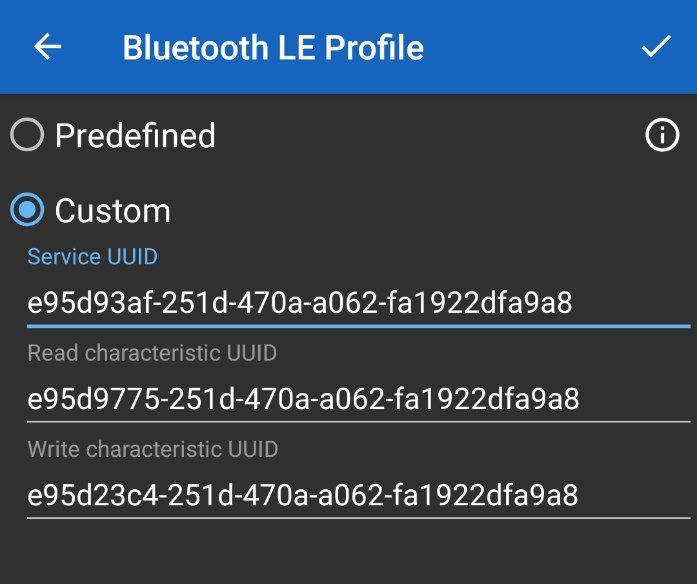 Bluetooth LE Profile
Predefined
Custom
Service UUID
e95d93af-251d-470a-a062-fa1922dfa9a8
Read characteristic UUID
e95d9775-251d-470a-a062-fa1922dfa9a8
Write characteristic UUID
e95d23c4-251d-470a-a062-fa1922dfa9a8